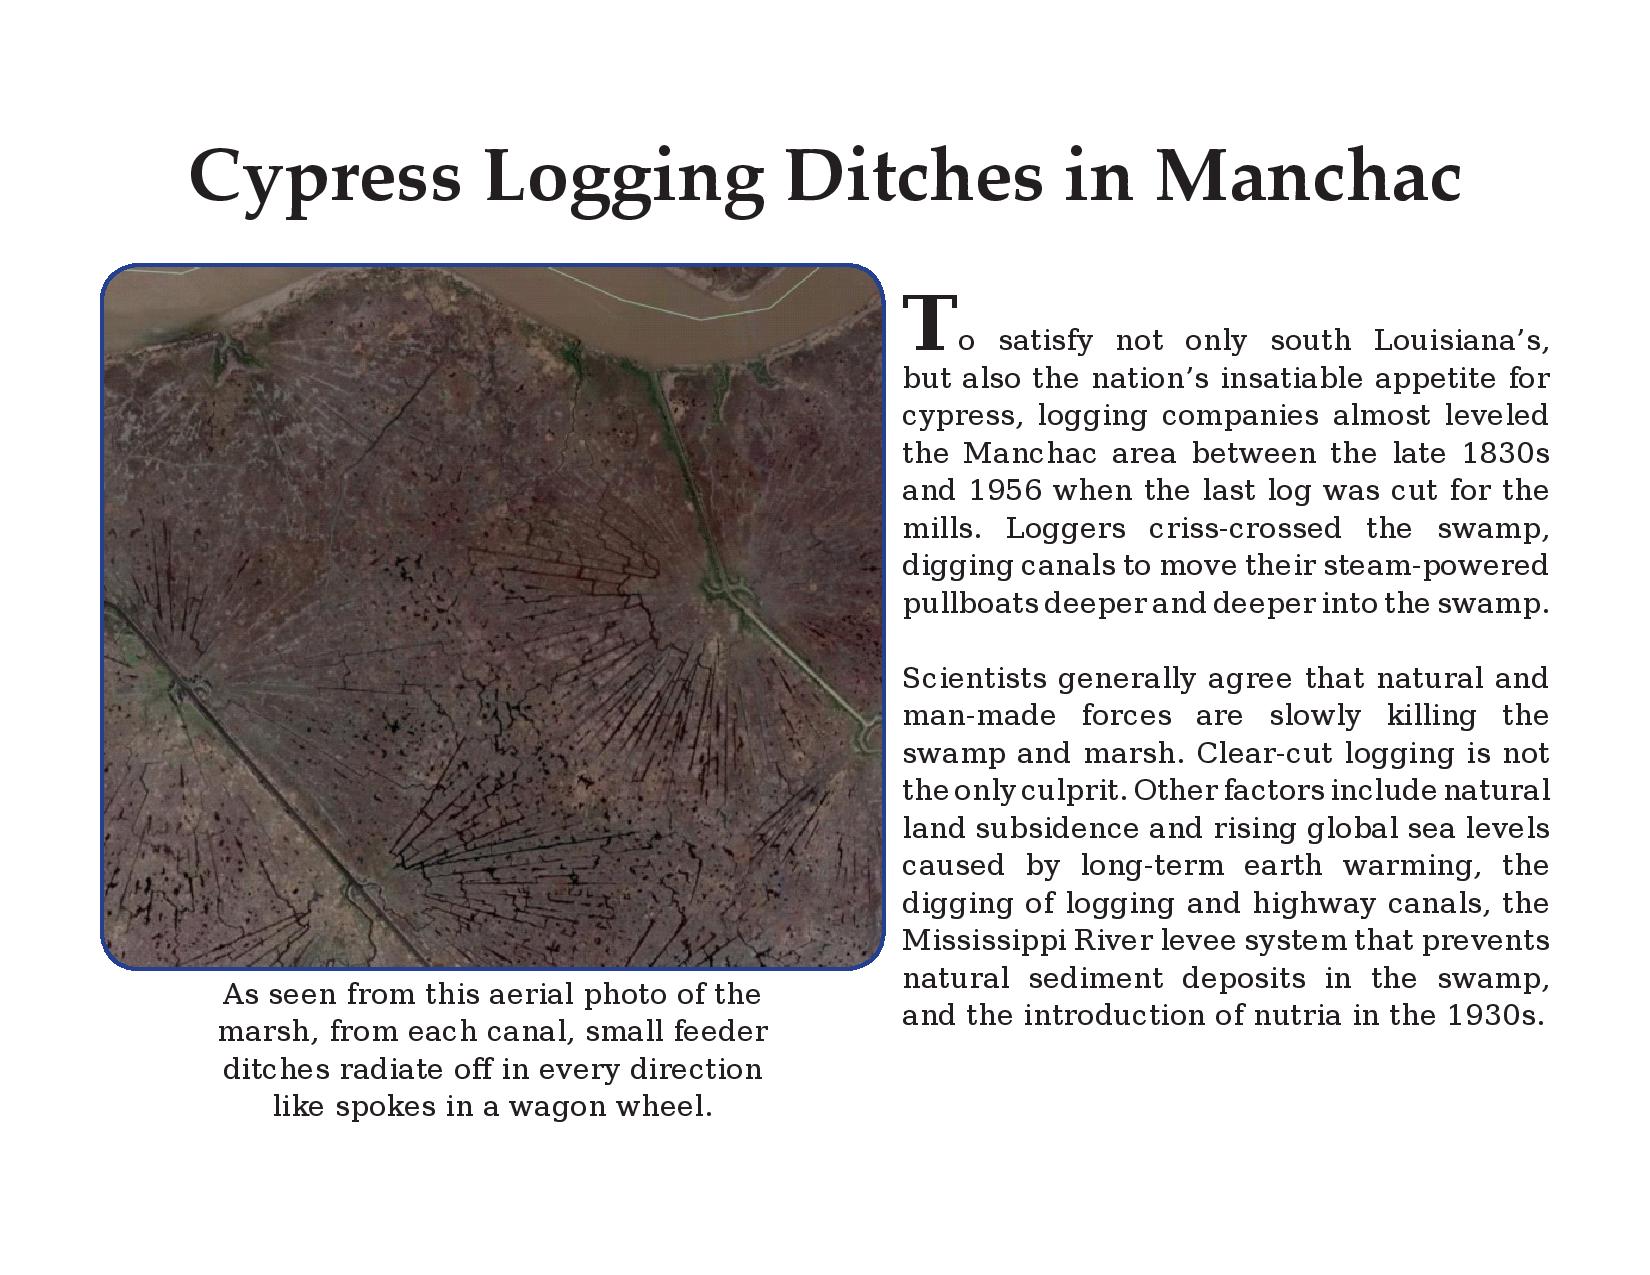 Cypress Logging Ditches in Manchac
To satisfy not only south Louisiana’s,
but also the nation’s insatiable appetite for
cypress, logging companies almost leveled
the Manchac area between the late 1830s
and 1956 when the last log was cut for the
mills. Loggers criss-crossed the swamp,
digging canals to move their steam-powered
pullboats deeper and deeper into the swamp.
Scientists generally agree that natural and
man-made forces are slowly killing the
swamp and marsh. Clear-cut logging is not
the only culprit. Other factors include natural
land subsidence and rising global sea levels
caused by long-term earth warming, the
digging of logging and highway canals, the
Mississippi River levee system that prevents
natural sediment deposits in the swamp,
and the introduction of nutria in the 1930s.
As seen from this aerial photo of the
marsh, from each canal, small feeder
ditches radiate off in every direction
like spokes in a wagon wheel.